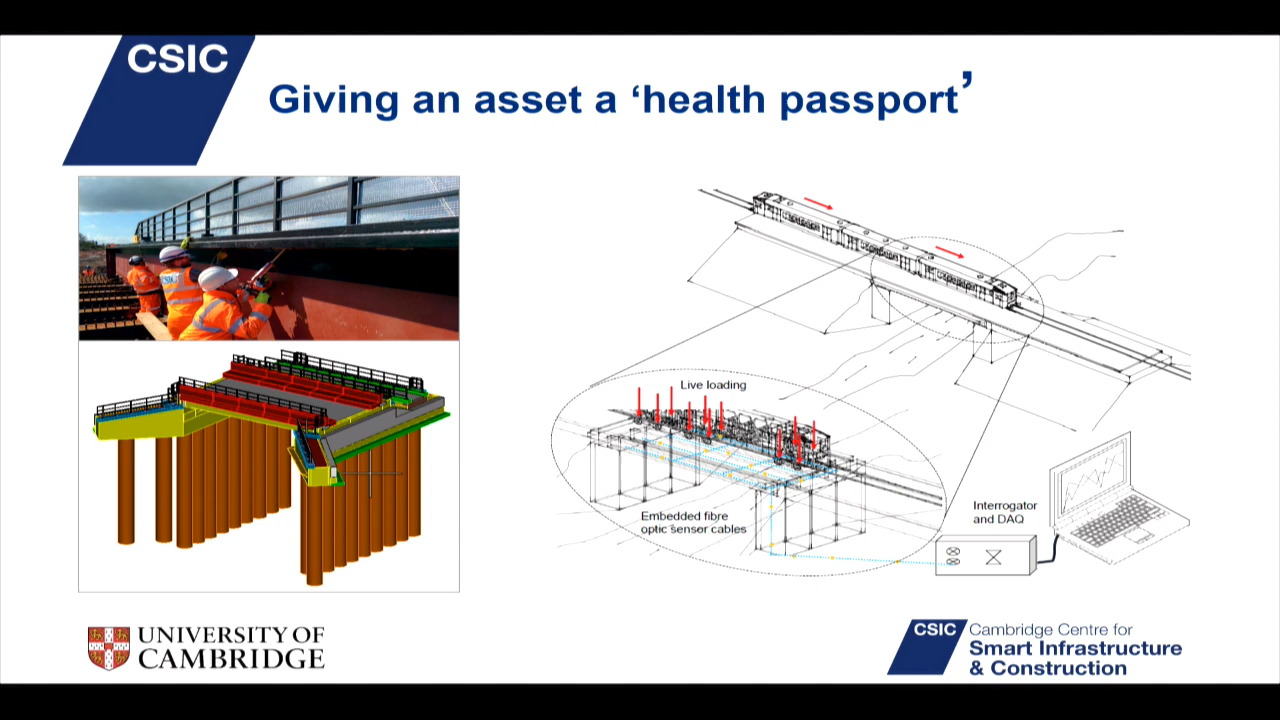 CSIC
Giving an asset a ‘health passport’
Live loading
Embedded fibre
optic sensor cables
Interrogator
and DAQ
UNIVERSITY OF
CAMBRIDGE
CSIC
Cambridge Centre for
Smart Infrastructure
& Construction